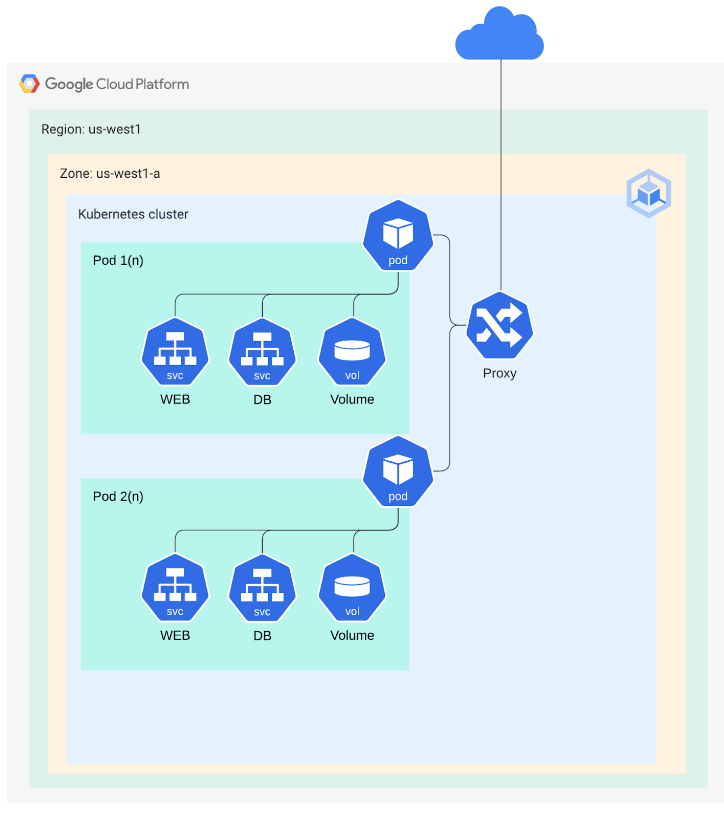 Google Cloud Platform
Region: us-west1
Zone: us-west1-a
Kubernetes cluster
pod
Pod 1(n)
svc
svc
vol
WEB
DB
Volume
Proxy
pod
Pod 2(n)
svc
svc
vol
WEB
DB
Volume